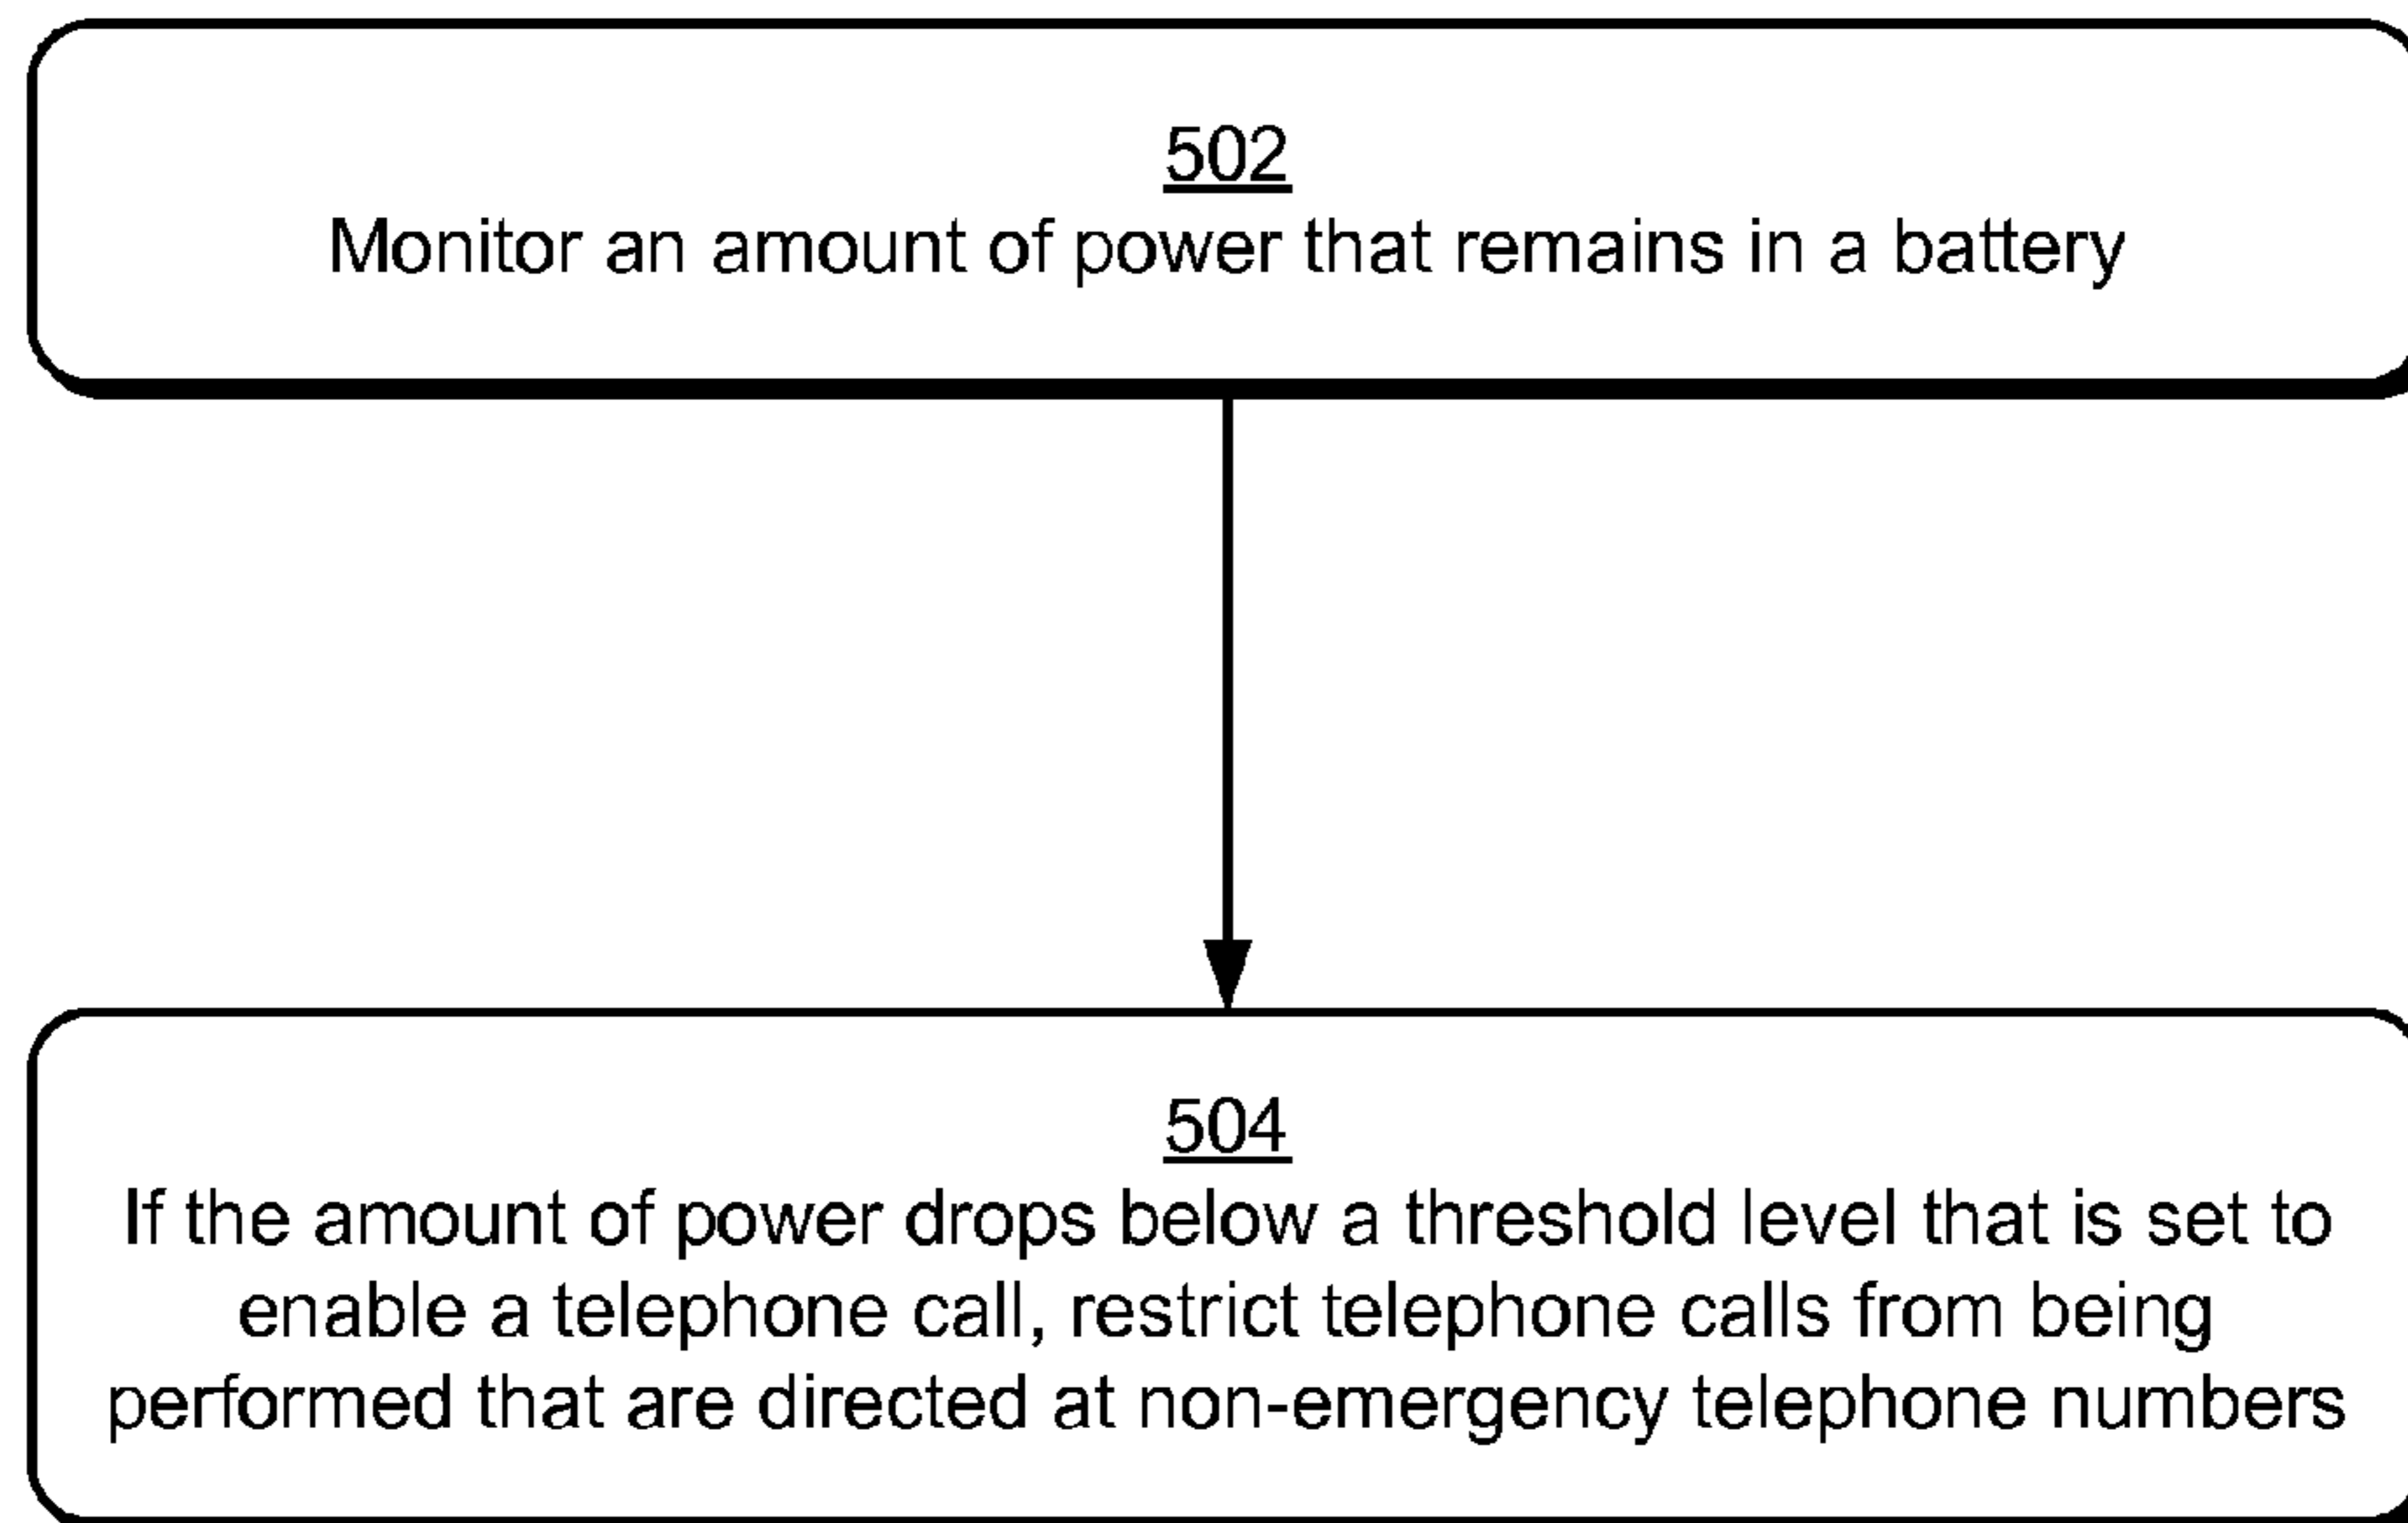 502
Monitor an amount of power that remains in a battery
504
If the amount of power drops below a threshold level that is set to
enable a telephone call, restrict telephone calls from being
performed that are directed at non-emergency telephone numbers